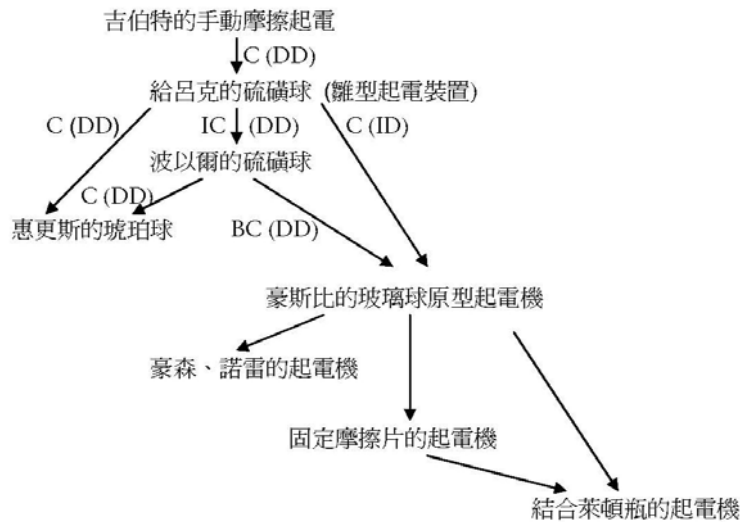 吉伯特的手動摩擦起電
C (DD)
給呂克的硫磺球 (雛型起電裝置)
C (DD)
IC
(DD)
C (ID)
波以爾的硫磺球
C (DD)
惠更斯的琥珀球
BC (DD)
豪斯比的玻璃球原型起電機
豪森、諾雷的起電機
固定摩擦片的起電機
結合萊頓瓶的起電機